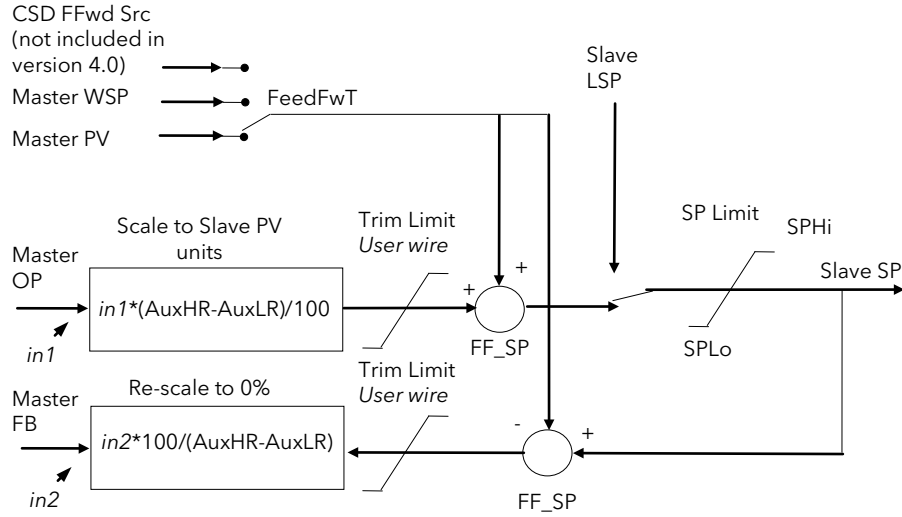 CSD FFwd Src
(not included in
version 4.0)
Master WSP
FeedFwT
Master PV
Slave
LSP
Scale to Slave PV
units
Trim Limit
User wire
SP Limit
SPHi
Master
OP
in1*(AuxHR-AuxLR)/100
+
+
Slave SP
in1
FF_SP
SPLo
Re-scale to 0%
Trim Limit
User wire
Master
FB
in2*100/(AuxHR-AuxLR)
-
+
in2
FF_SP